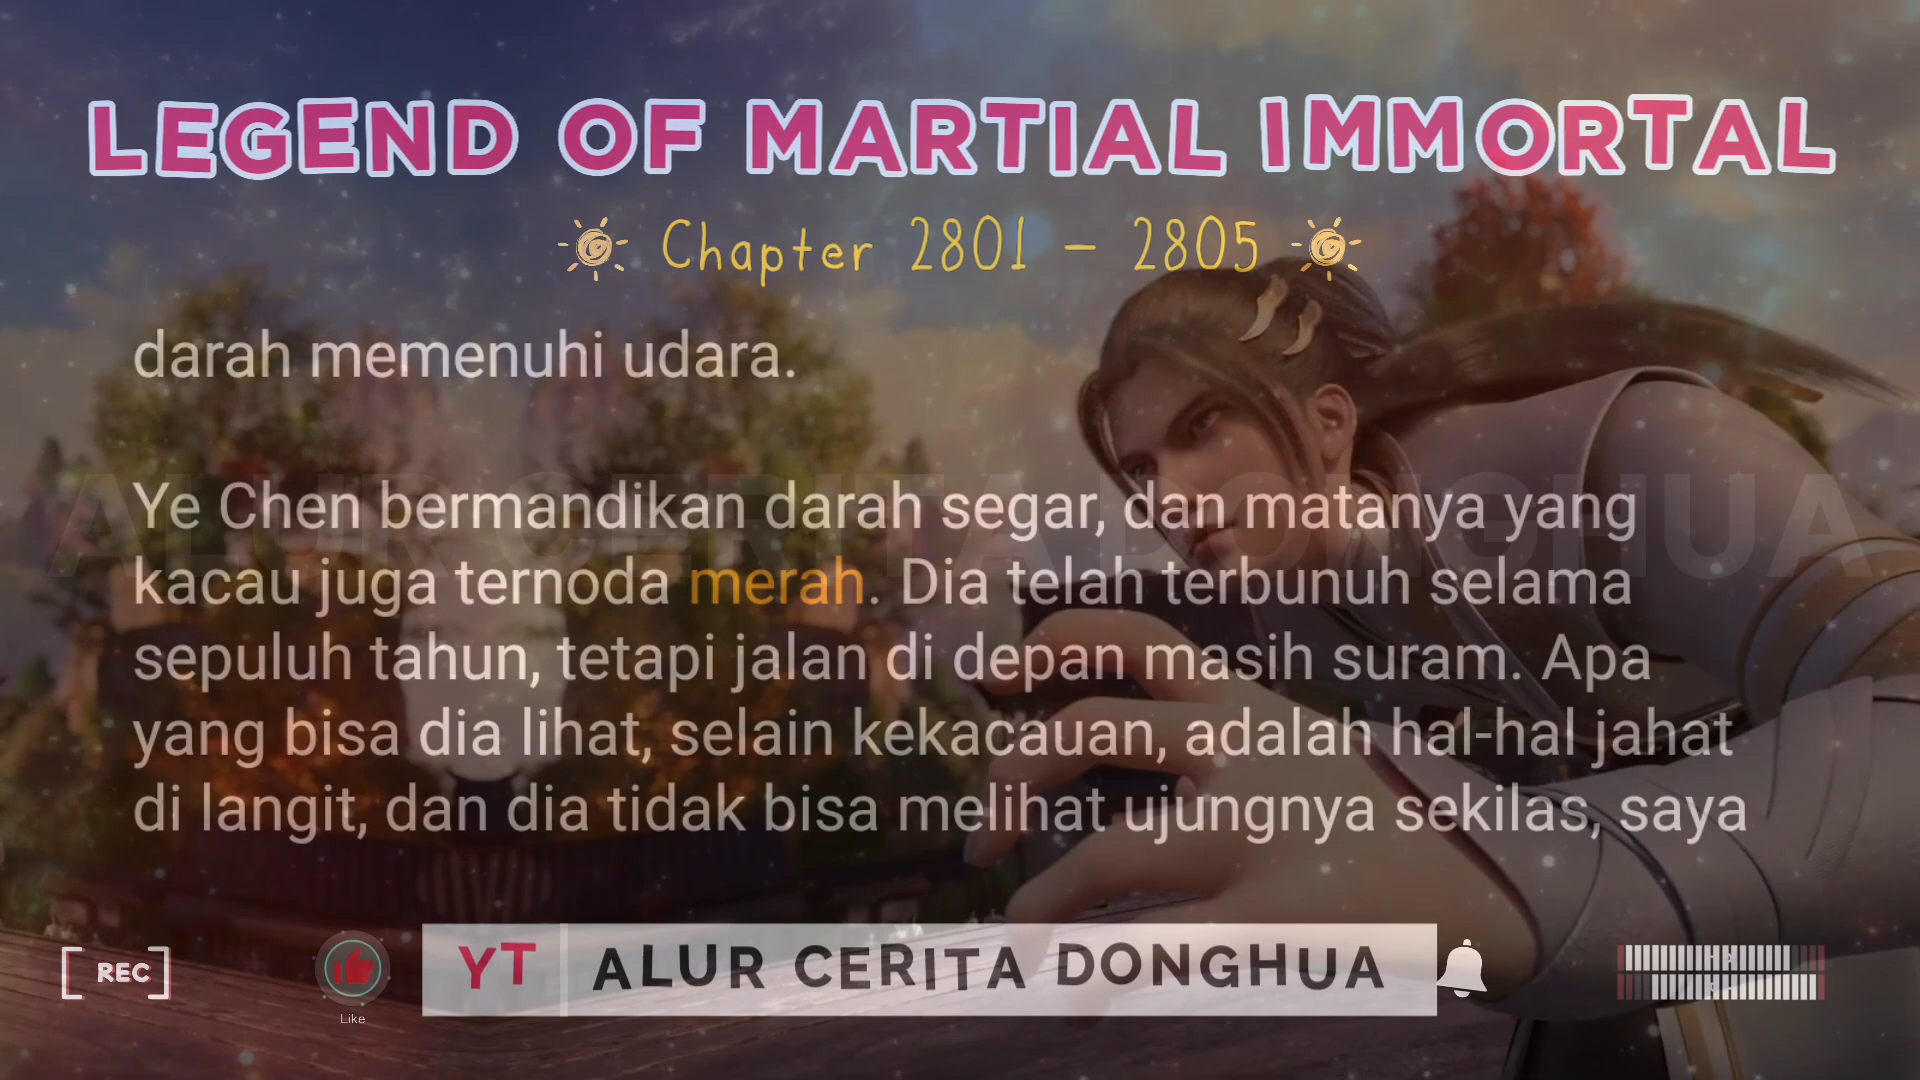 LEGEND OF MARTIAL IMMORTAL
Chapter 2801 - 2805
darah memenuhi udara.
ALUR CERITA DONGHUA
Ye Chen bermandikan darah segar, dan matanya yang
kacau juga ternoda merah. Dia telah terbunuh selama
sepuluh tahun, tetapi jalan di depan masih suram. Apa
yang bisa dia lihat, selain kekacauan, adalah hal-hal jahat
di langit, dan dia tidak bisa melihat ujungnya sekilas, saya
REC
Like
YT ALUR CERITA DONGHUA